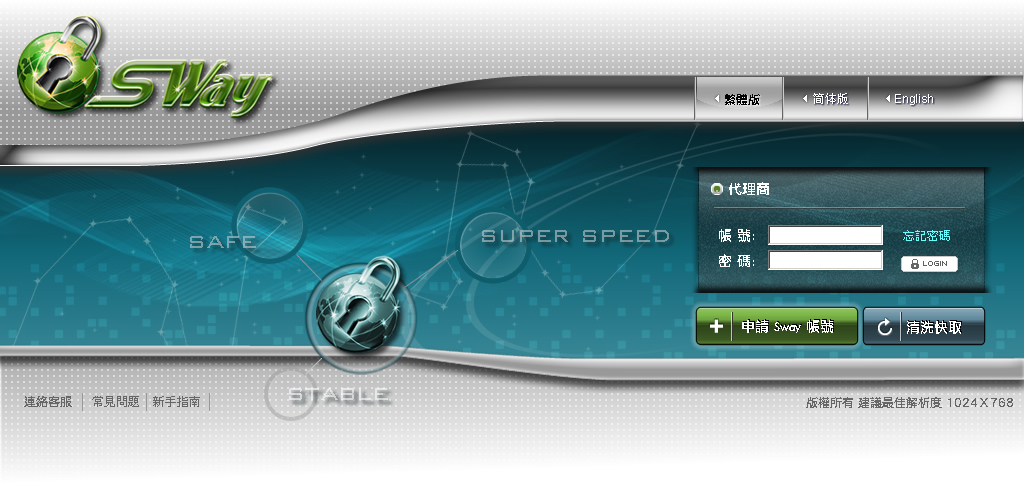 SWay
繁體版
简体版
English
代理商
帳 號:
忘記密碼
密 碼:
LOGIN
SAFE
SUPER SPEED
STABLE
申請 Sway 帳號
清洗快取
連絡客服
常見問題
新手指南
版權所有 建議最佳解析度 1024X768